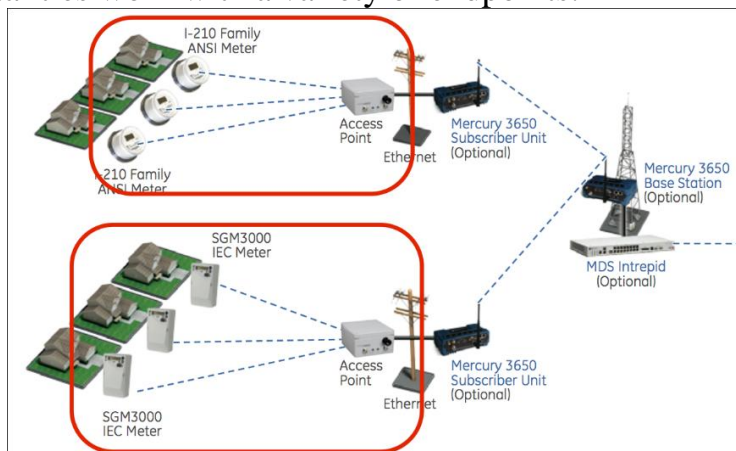 I-210 Family
ANSI Meter
I-210 Family
ANSI Meter
Access
Point
Ethernet
Mercury 3650
Subscriber Unit
(Optional)
Mercury 3650
Base Station
(Optional)
MDS Intrepid
(Optional)
SGM3000
IEC Meter
SGM3000
IEC Meter
Access
Point
Ethernet
Mercury 3650
Subscriber Unit
(Optional)